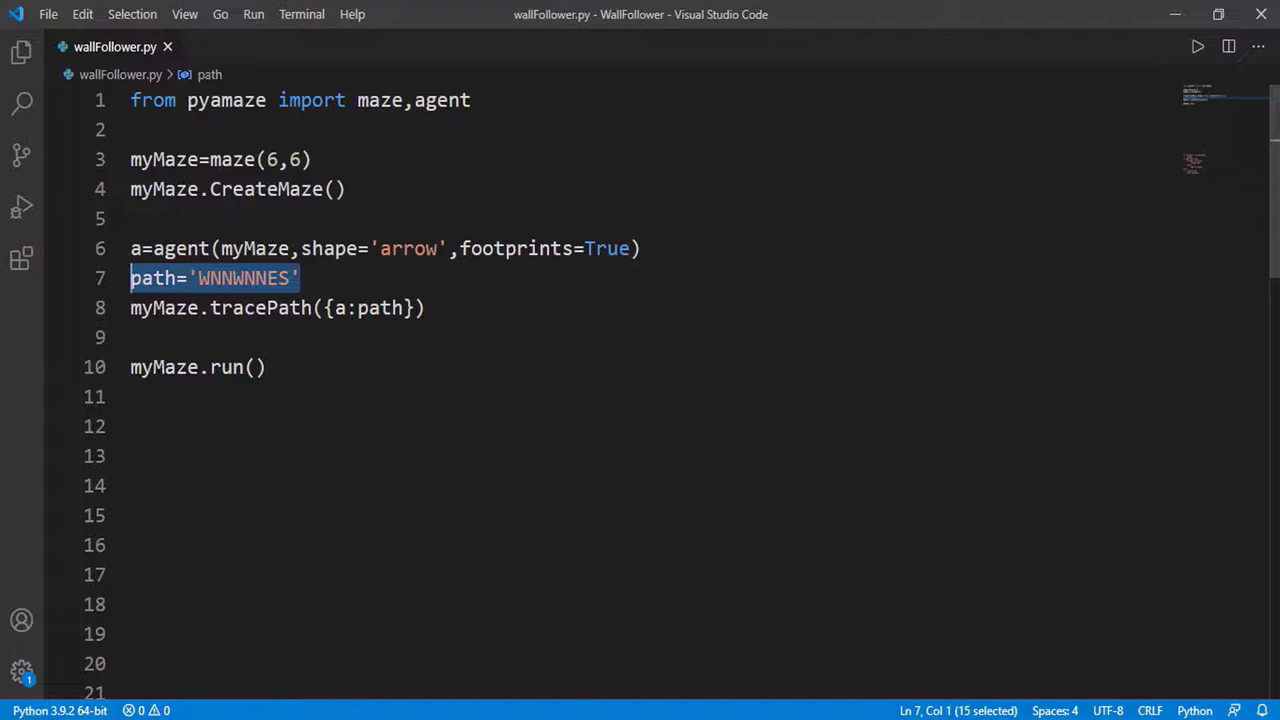 File Edit Selection View Go Run Terminal Help wallFollower.py - WallFollower - Visual Studio Code
wallFollower.py
wallFollower.py > path
1 from pyamaze import maze,agent
2
3 myMaze=maze(6,6)
4 myMaze.CreateMaze()
5
6 a=agent(myMaze,shape='arrow',footprints=True)
7 path='WNNWNNES'
8 myMaze.tracePath({a:path})
9
10 myMaze.run()
11
12
13
14
15
16
17
18
19
20
21
1
Python 3.9.2 64-bit 0 0 Ln 7, Col 1 (15 selected) Spaces: 4 UTF-8 CRLF Python